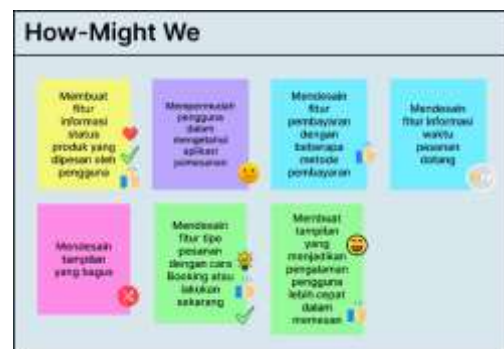 How-Might We
Membuat
fitur
informasi
status
produk yang
dipesan oleh
pengguna
Mempermudah
pengguna
dalam
mengetahui
aplikasi
pemesanan
Mendesain
fitur
pembayaran
dengan
beberapa
metode
pembayaran
Mendesain
fitur informasi
waktu
pesanan
datang
Mendesain
tampilan
yang bagus
Mendesain
fitur tipe
pesanan
dengan cara
Booking atau
lakukan
sekarang
Membuat
tampilan
yang
menjadikan
pengalaman
pengguna
lebih cepat
dalam
memesan